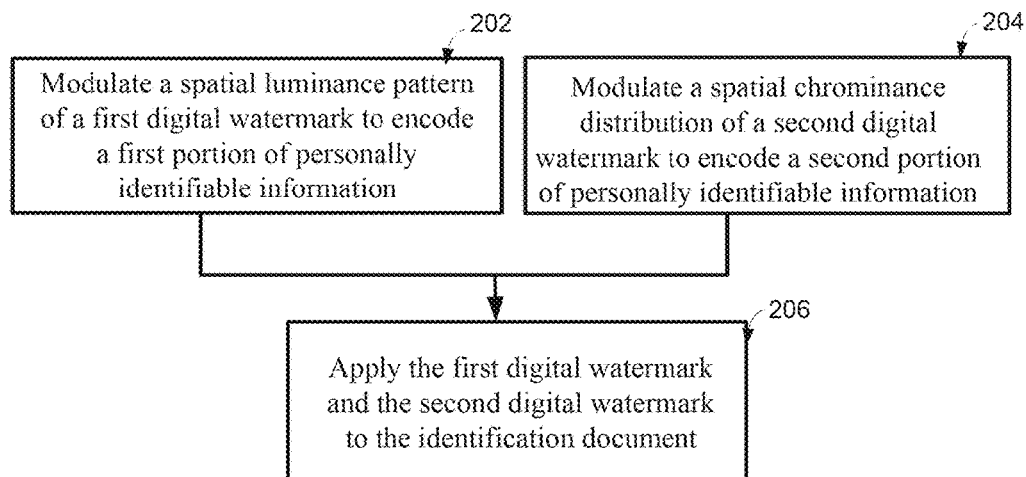 202
Modulate a spatial luminance pattern
of a first digital watermark to encode
a first portion of personally
identifiable information
204
Modulate a spatial chrominance
distribution of a second digital
watermark to encode a second portion
of personally identifiable information
206
Apply the first digital watermark
and the second digital watermark
to the identification document